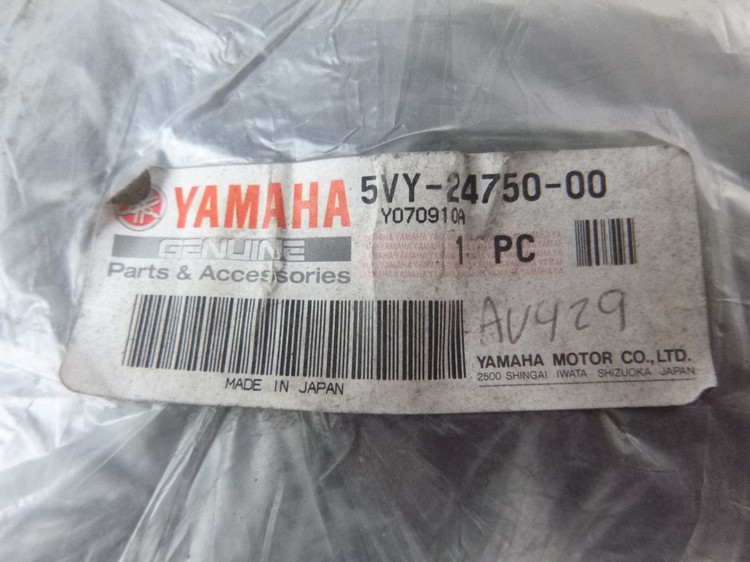 YAMAHA 5VY-24750-00
Y070910A
GENUINE
Parts & Accessories
1 PC
AV429
YAMAHA MOTOR CO.,LTD.
2500 SHINGAI IWATA SHIZUOKA JAPAN
MADE IN JAPAN